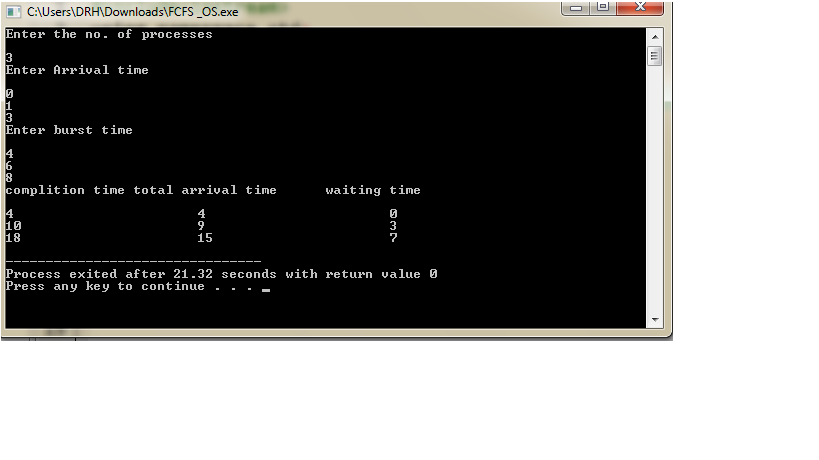 C:\Users\DRH\Downloads\FCFS _OS.exe
Enter the no. of processes
3
Enter Arrival time
0
1
3
Enter burst time
4
6
8
complition time total arrival time waiting time
4 4 0
10 9 3
18 15 7
--------------------------------
Process exited after 21.32 seconds with return value 0
Press any key to continue . . . _